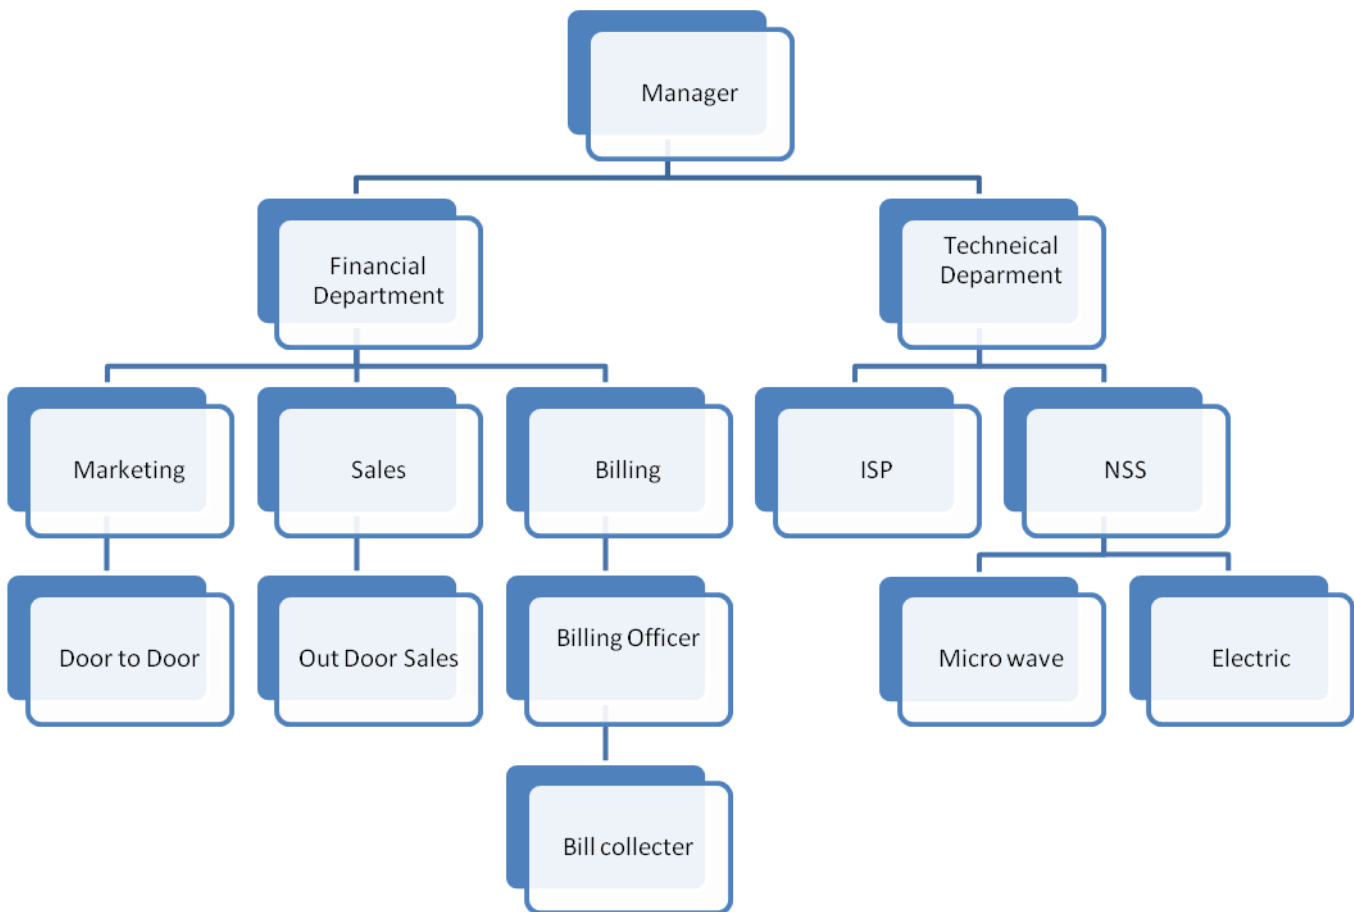 Manager
Financial
Department
Techneical
Deparment
Marketing
Sales
Billing
ISP
NSS
Door to Door
Out Door Sales
Billing Officer
Micro wave
Electric
Bill collecter